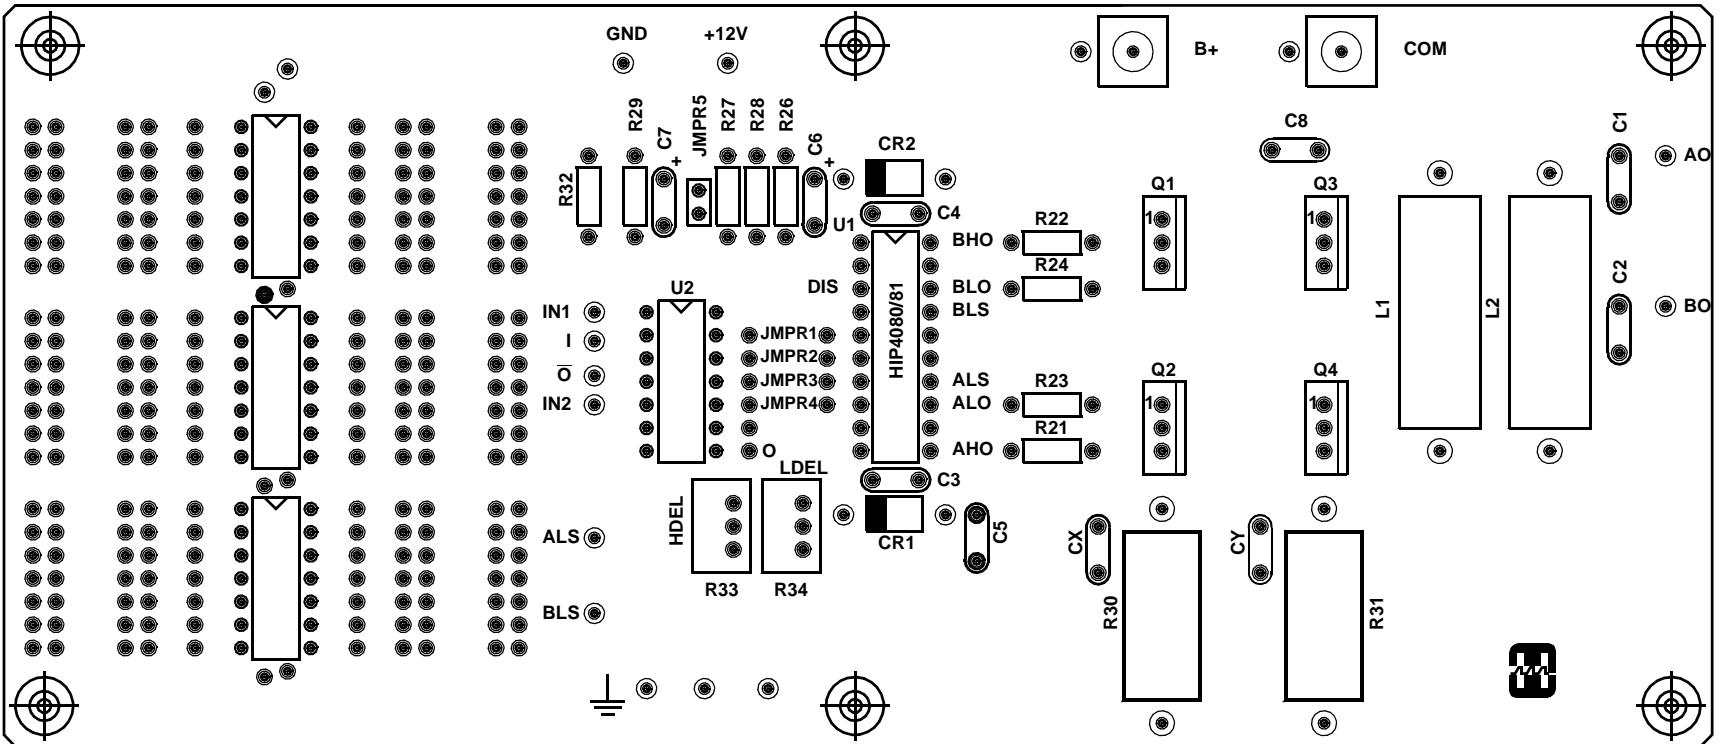 GND
+12V
B+
COM
R29
C7
+
JMPR5
R27
R28
R26
C6
+
CR2
C8
C1
AO
R32
U1
C4
Q1
Q3
1
1
R22
BHO
R24
DIS
BLO
BLS
U2
HIP4080/81
L1
L2
C2
BO
IN1
I
O
IN2
JMPR1
JMPR2
JMPR3
JMPR4
O
ALS
ALO
AHO
R23
R21
Q2
Q4
1
1
LDEL
HDEL
C3
CR1
C5
CX
CY
R33
R34
ALS
BLS
R30
R31